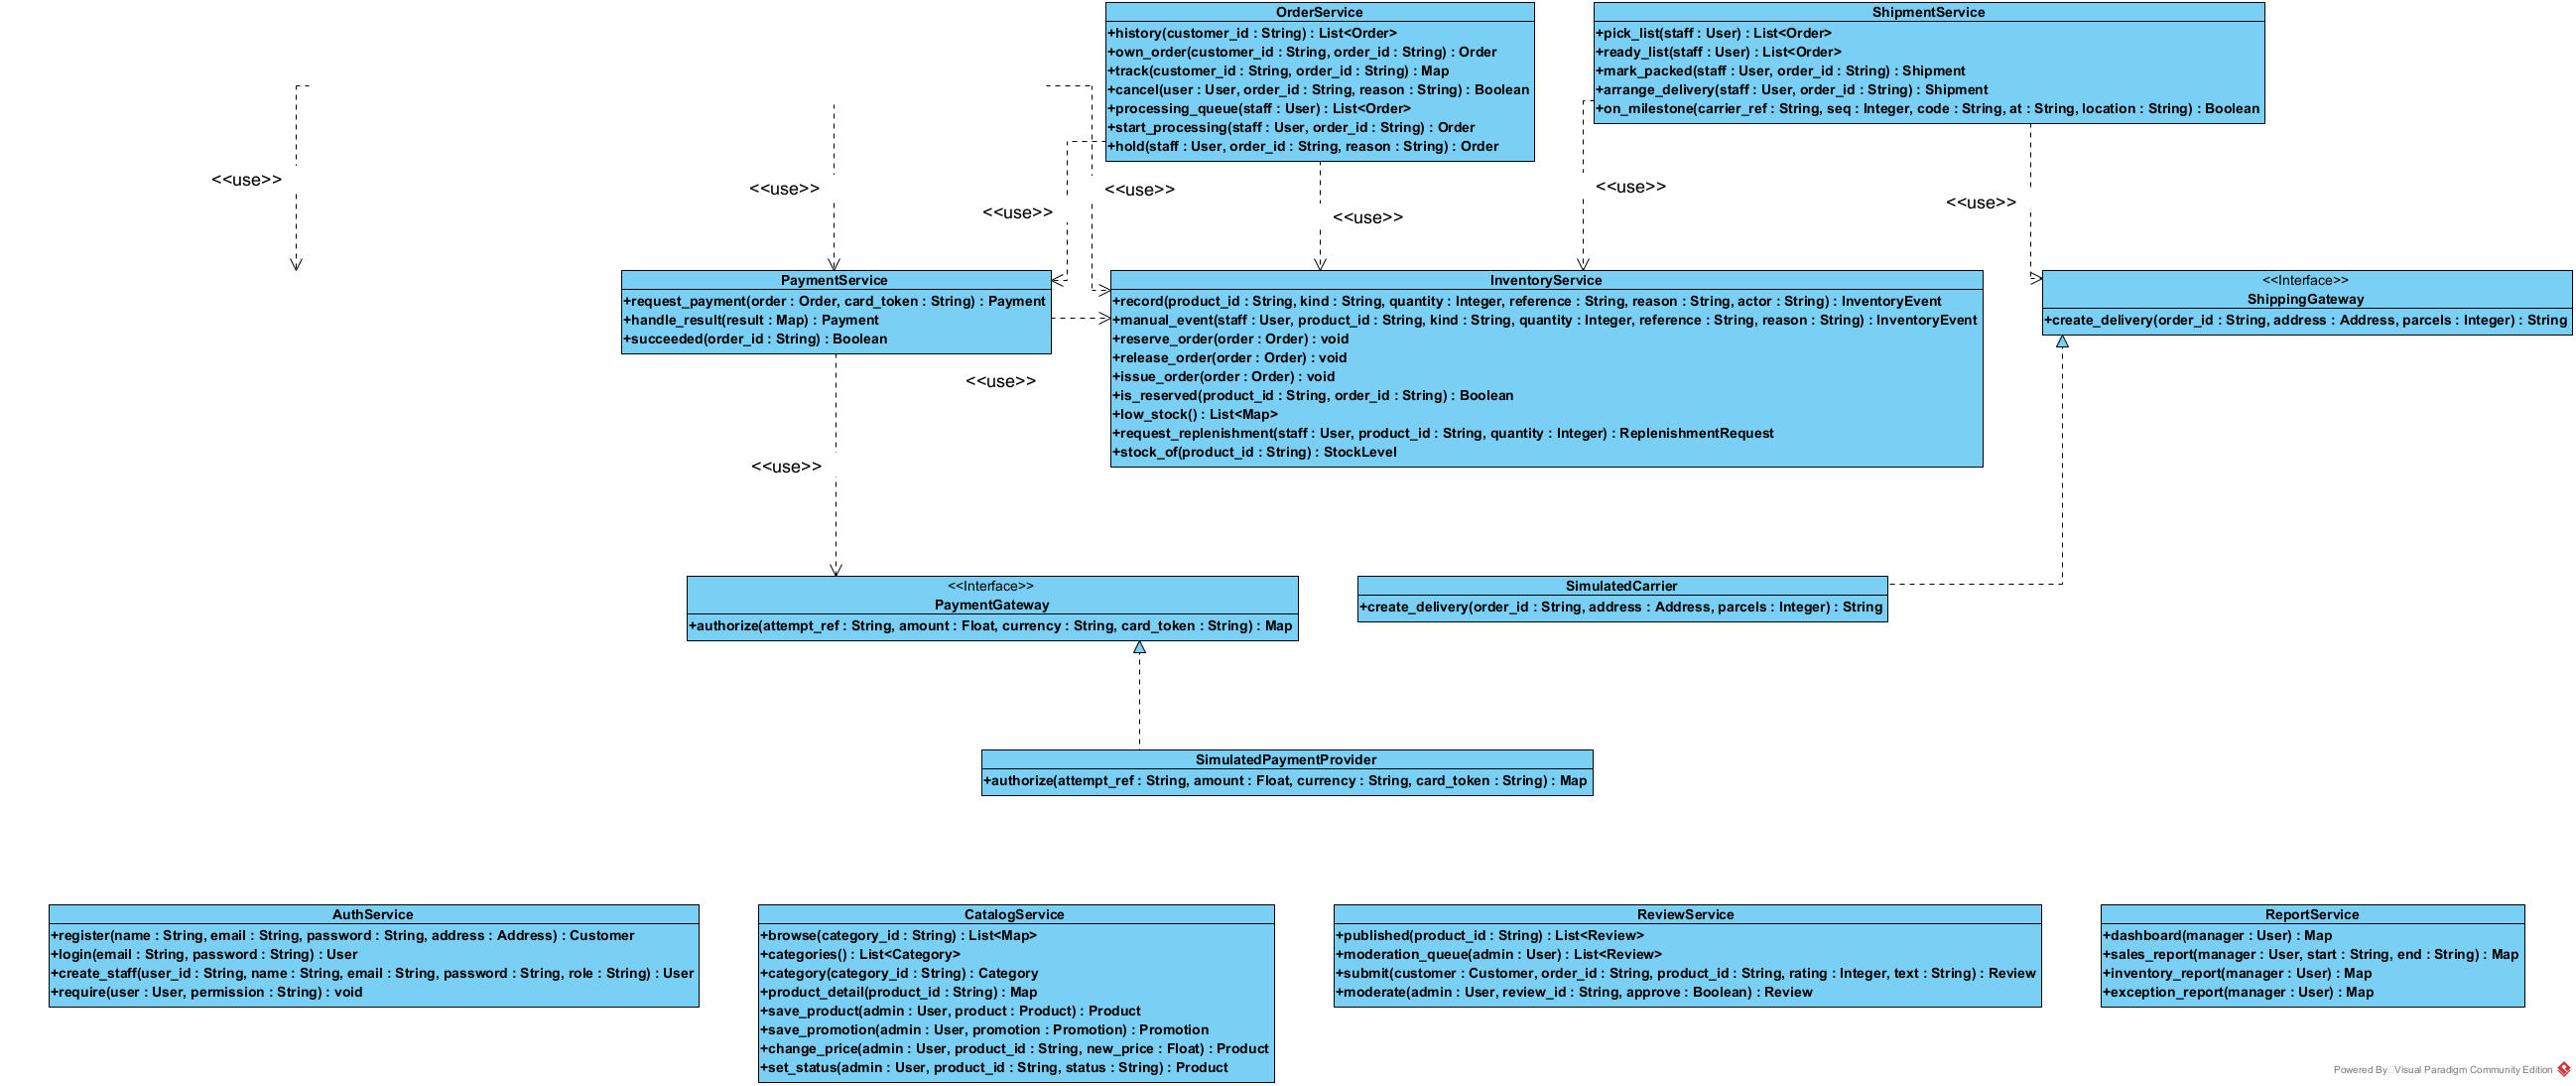 OrderService
+history(customer_id : String) : List<Order>
+own_order(customer_id : String, order_id : String) : Order
+track(customer_id : String, order_id : String) : Map
+cancel(user : User, order_id : String, reason : String) : Boolean
+processing_queue(staff : User) : List<Order>
+start_processing(staff : User, order_id : String) : Order
+hold(staff : User, order_id : String, reason : String) : Order
ShipmentService
+pick_list(staff : User) : List<Order>
+ready_list(staff : User) : List<Order>
+mark_packed(staff : User, order_id : String) : Shipment
+arrange_delivery(staff : User, order_id : String) : Shipment
+on_milestone(carrier_ref : String, seq : Integer, code : String, at : String, location : String) : Boolean
<<use>>
<<use>>
<<use>>
<<use>>
<<use>>
<<use>>
<<use>>
PaymentService
+request_payment(order : Order, card_token : String) : Payment
+handle_result(result : Map) : Payment
+succeeded(order_id : String) : Boolean
InventoryService
+record(product_id : String, kind : String, quantity : Integer, reference : String, reason : String, actor : String) : InventoryEvent
+manual_event(staff : User, product_id : String, kind : String, quantity : Integer, reference : String, reason : String) : InventoryEvent
+reserve_order(order : Order) : void
+release_order(order : Order) : void
+issue_order(order : Order) : void
+is_reserved(product_id : String, order_id : String) : Boolean
+low_stock() : List<Map>
+request_replenishment(staff : User, product_id : String, quantity : Integer) : ReplenishmentRequest
+stock_of(product_id : String) : StockLevel
<<Interface>>
ShippingGateway
+create_delivery(order_id : String, address : Address, parcels : Integer) : String
<<use>>
<<use>>
<<Interface>>
PaymentGateway
+authorize(attempt_ref : String, amount : Float, currency : String, card_token : String) : Map
SimulatedCarrier
+create_delivery(order_id : String, address : Address, parcels : Integer) : String
SimulatedPaymentProvider
+authorize(attempt_ref : String, amount : Float, currency : String, card_token : String) : Map
AuthService
+register(name : String, email : String, password : String, address : Address) : Customer
+login(email : String, password : String) : User
+create_staff(user_id : String, name : String, email : String, password : String, role : String) : User
+require(user : User, permission : String) : void
CatalogService
+browse(category_id : String) : List<Map>
+categories() : List<Category>
+category(category_id : String) : Category
+product_detail(product_id : String) : Map
+save_product(admin : User, product : Product) : Product
+save_promotion(admin : User, promotion : Promotion) : Promotion
+change_price(admin : User, product_id : String, new_price : Float) : Product
+set_status(admin : User, product_id : String, status : String) : Product
ReviewService
+published(product_id : String) : List<Review>
+moderation_queue(admin : User) : List<Review>
+submit(customer : Customer, order_id : String, product_id : String, rating : Integer, text : String) : Review
+moderate(admin : User, review_id : String, approve : Boolean) : Review
ReportService
+dashboard(manager : User) : Map
+sales_report(manager : User, start : String, end : String) : Map
+inventory_report(manager : User) : Map
+exception_report(manager : User) : Map
Powered By Visual Paradigm Community Edition